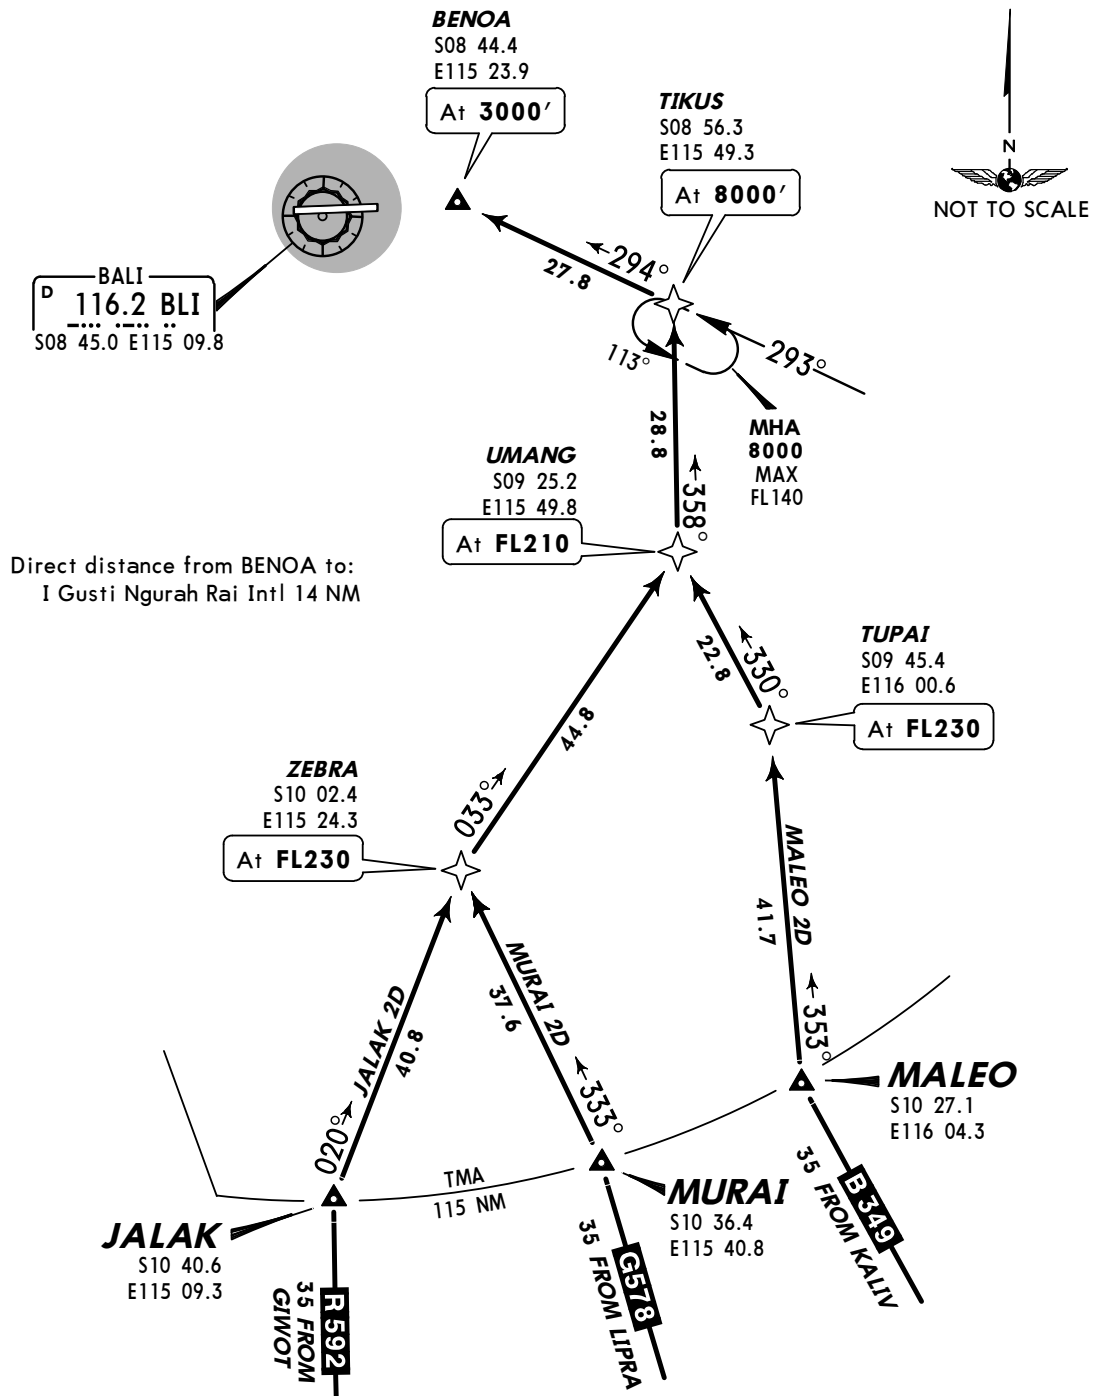 BENOA
S08 44.4
E115 23.9
At 3000′
TIKUS
S08 56.3
E115 49.3
At 8000′
N
NOT TO SCALE
BALI
D 116.2 BLI
S08 45.0 E115 09.8
294°
27.8
113°
293°
MHA
8000
MAX
FL140
28.8
358°
UMANG
S09 25.2
E115 49.8
At FL210
Direct distance from BENOA to:
I Gusti Ngurah Rai Intl 14 NM
330°
22.8
TUPAI
S09 45.4
E116 00.6
At FL230
44.8
033°
ZEBRA
S10 02.4
E115 24.3
At FL230
MALEO 2D
41.7
353°
MURAI 2D
37.6
333°
JALAK 2D
40.8
020°
MALEO
S10 27.1
E116 04.3
TMA
115 NM
MURAI
S10 36.4
E115 40.8
JALAK
S10 40.6
E115 09.3
B 349
35 FROM KALIV
G578
35 FROM LIPRA
R 592
35 FROM
GIWOT